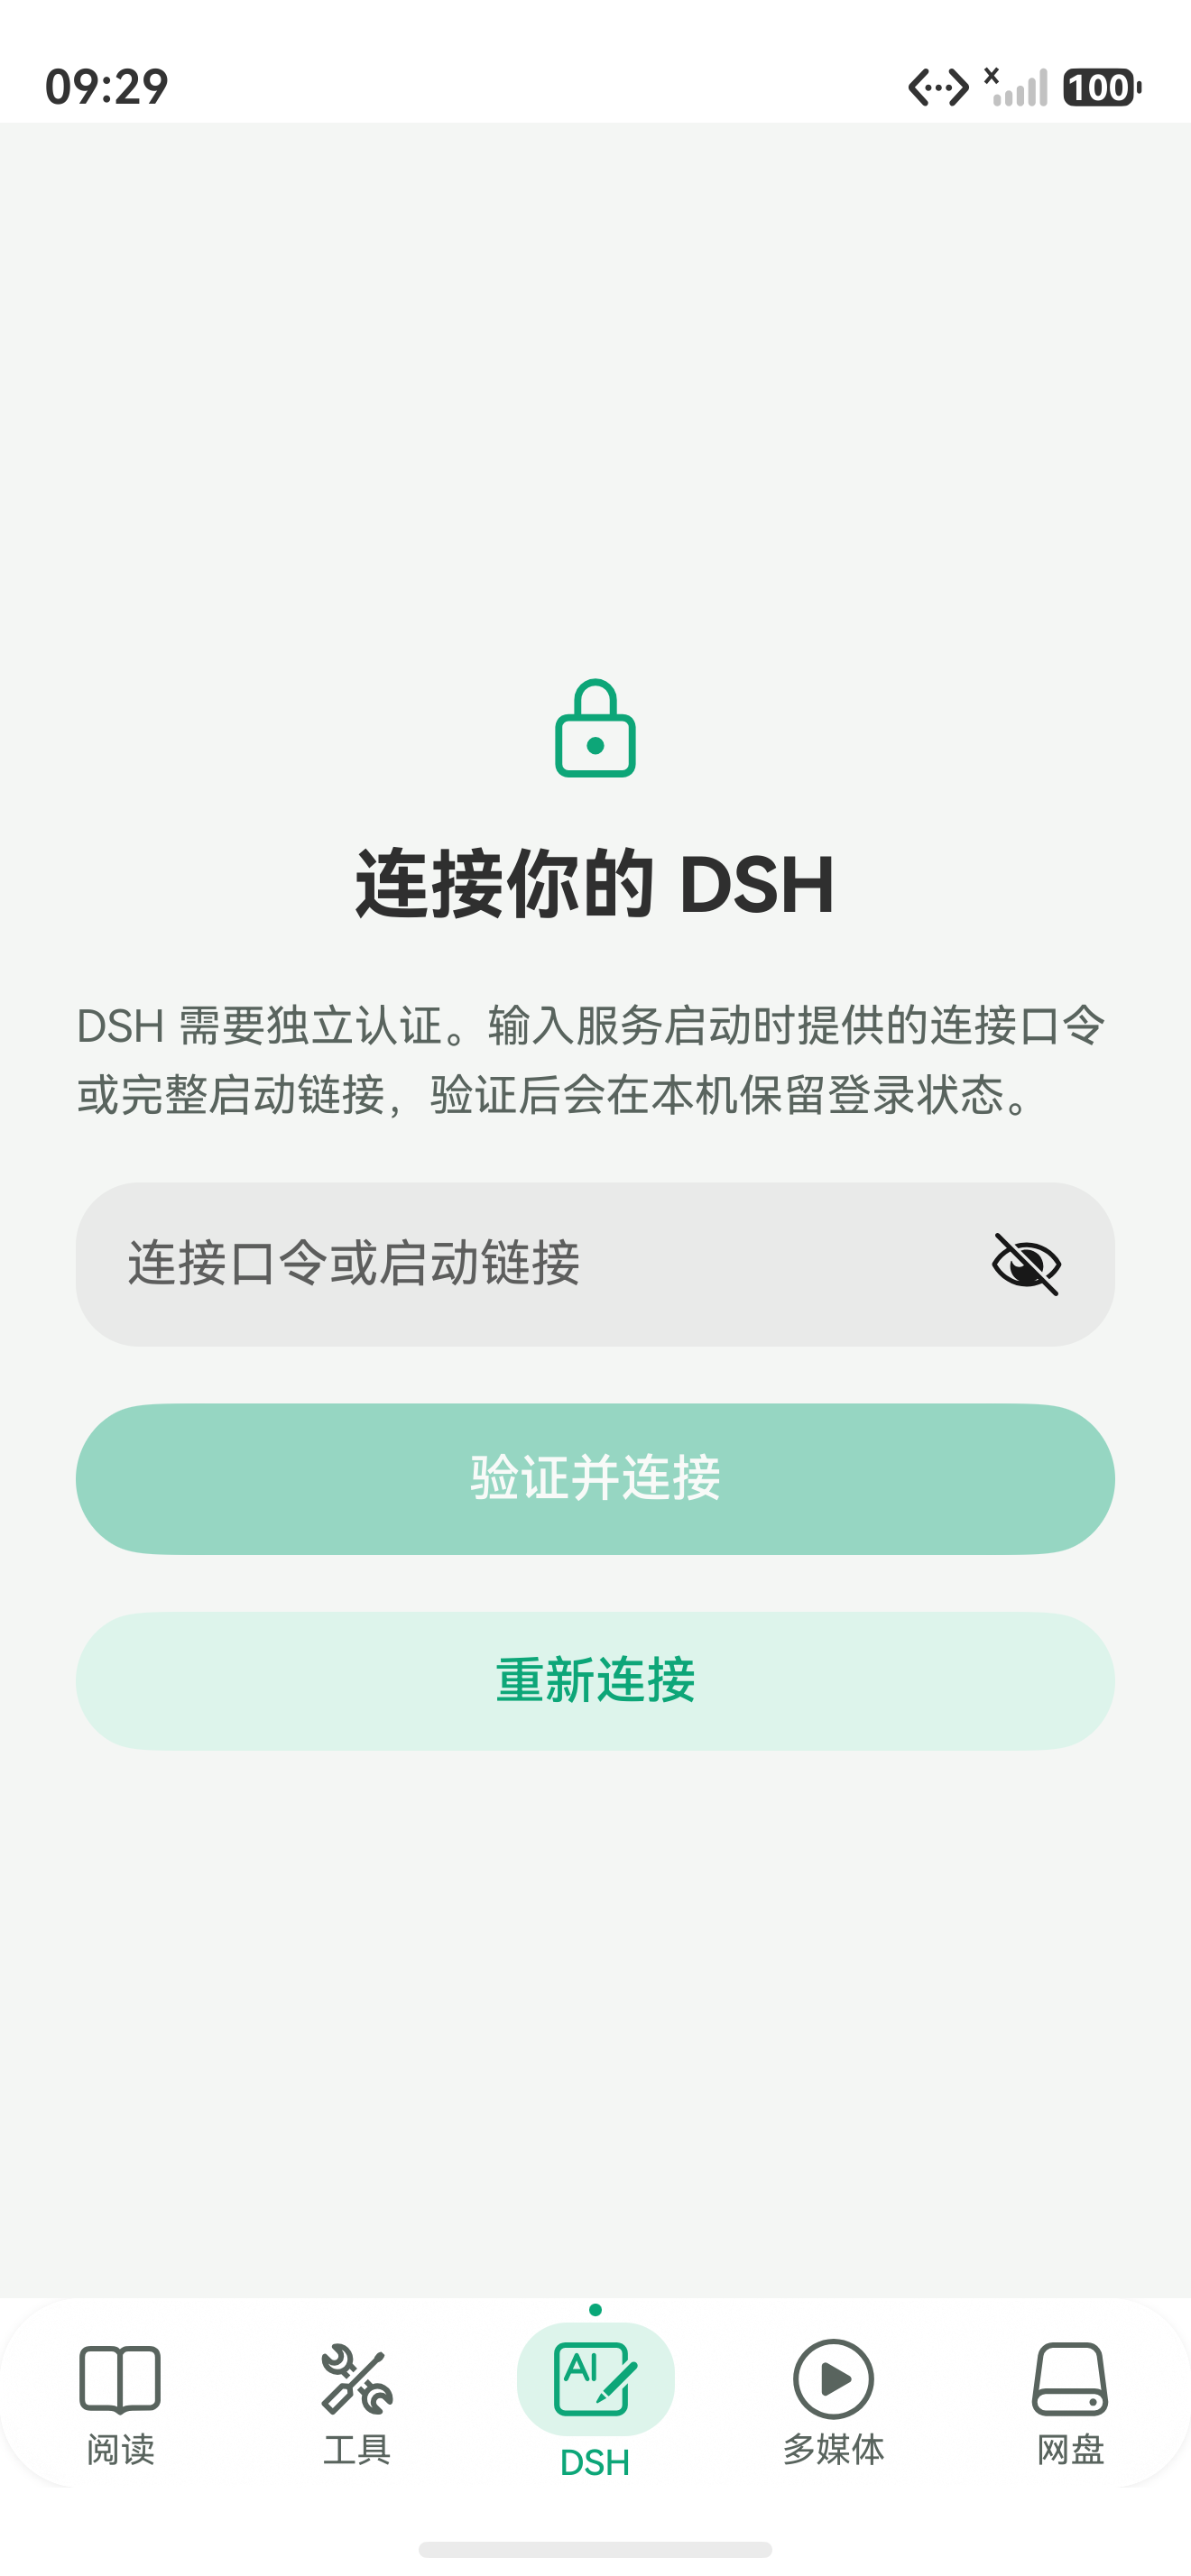 09:29
100
连接你的 DSH
DSH 需要独立认证。输入服务启动时提供的连接口令
或完整启动链接，验证后会在本机保留登录状态。
连接口令或启动链接
验证并连接
重新连接
AI
阅读
工具
DSH
多媒体
网盘